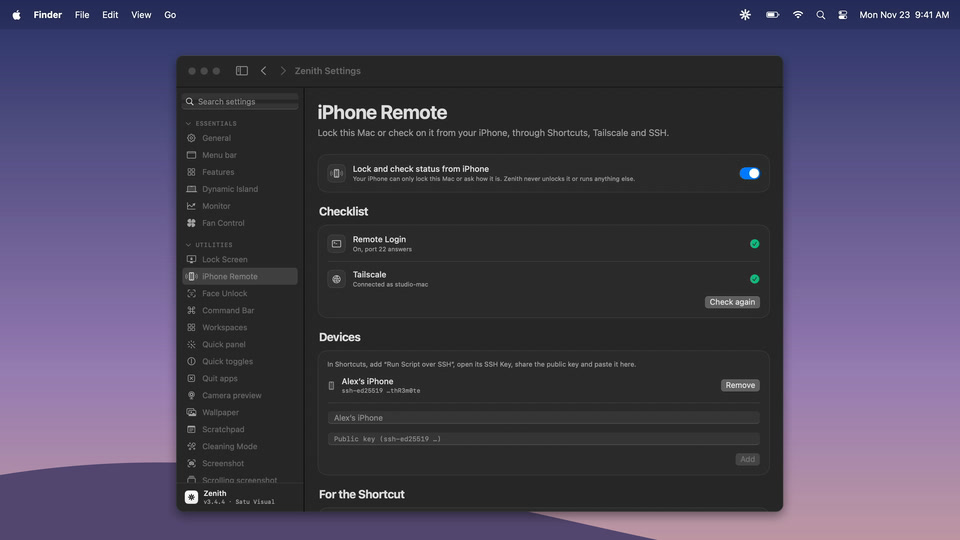 Finder File Edit View Go
Mon Nov 23 9:41 AM
Zenith Settings
Search settings
ESSENTIALS
General
Menu bar
Features
Dynamic Island
Monitor
Fan Control
UTILITIES
Lock Screen
iPhone Remote
Face Unlock
Command Bar
Workspaces
Quick panel
Quick toggles
Quit apps
Camera preview
Wallpaper
Scratchpad
Cleaning Mode
Screenshot
Scrolling screenshot
Zenith
v3.4.4 - Satu Visual
iPhone Remote
Lock this Mac or check on it from your iPhone, through Shortcuts, Tailscale and SSH.
Lock and check status from iPhone
Your iPhone can only lock this Mac or ask how it is. Zenith never unlocks it or runs anything else.
Checklist
Remote Login
On, port 22 answers
Tailscale
Connected as studio-mac
Check again
Devices
In Shortcuts, add “Run Script over SSH”, open its SSH Key, share the public key and paste it here.
Alex’s iPhone
ssh-ed25519 …thR3m0te
Remove
Alex’s iPhone
Public key (ssh-ed25519 …)
Add
For the Shortcut